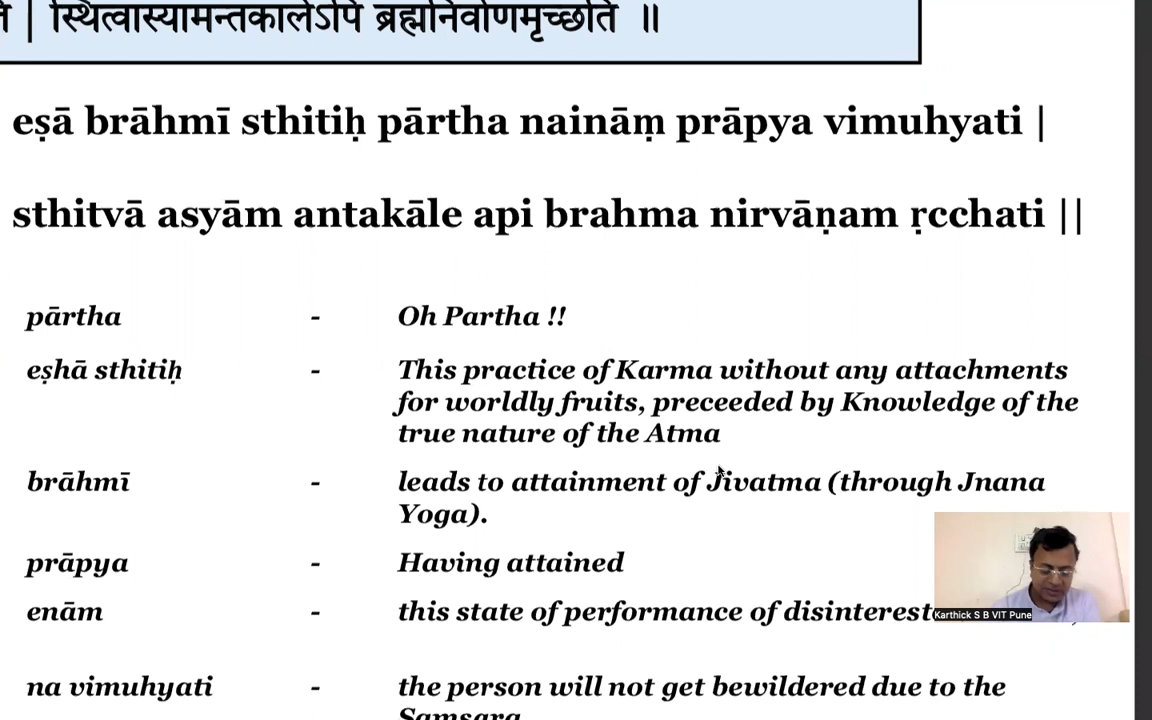 | स्थित्वास्यामन्तकालेऽपि ब्रह्मनिर्वाणमृच्छति ॥
eṣā brāhmī sthitiḥ pārtha naināṃ prāpya vimuhyati |
sthitvā asyām antakāle api brahma nirvāṇam ṛcchati ||
pārtha - Oh Partha !!
eṣhā sthitiḥ - This practice of Karma without any attachments
for worldly fruits, preceeded by Knowledge of the
true nature of the Atma
brāhmī - leads to attainment of Jivatma (through Jnana
Yoga).
prāpya - Having attained
enām - this state of performance of disinterest
Karthick S B VIT Pune
na vimuhyati - the person will not get bewildered due to the
Samsara